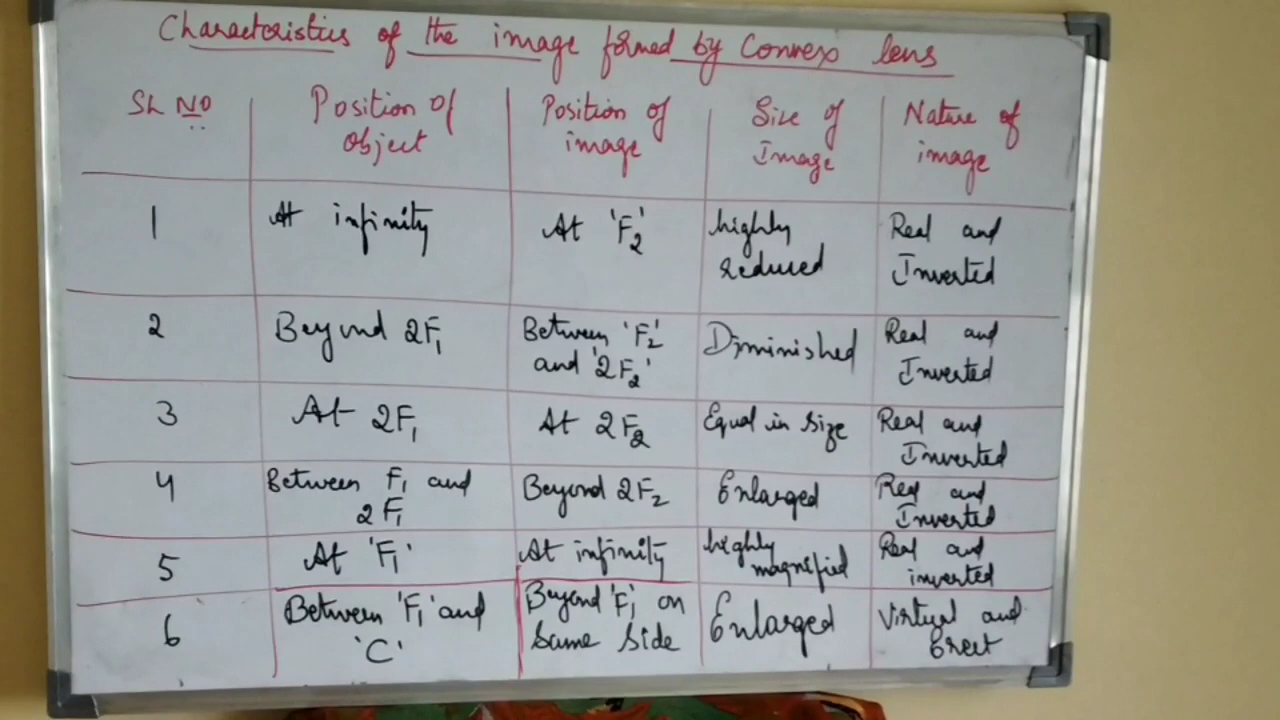 Characteristics of the image formed by Convex lens
Sl. No
Position of
object
Position of
image
Size of
Image
Nature of
image
1
At infinity
At 'F2'
highly
reduced
Real and
Inverted
2
Beyond 2F1
Between 'F2'
and '2F2'
Diminished
Real and
Inverted
3
At 2F1
At 2F2
Equal in size
Real and
Inverted
4
Between F1 and
2F1
Beyond 2F2
Enlarged
Real and
Inverted
5
At 'F1'
At infinity
highly
magnified
Real and
inverted
6
Between 'F1' and
'C'
Beyond 'F1' on
same side
Enlarged
Virtual and
Erect